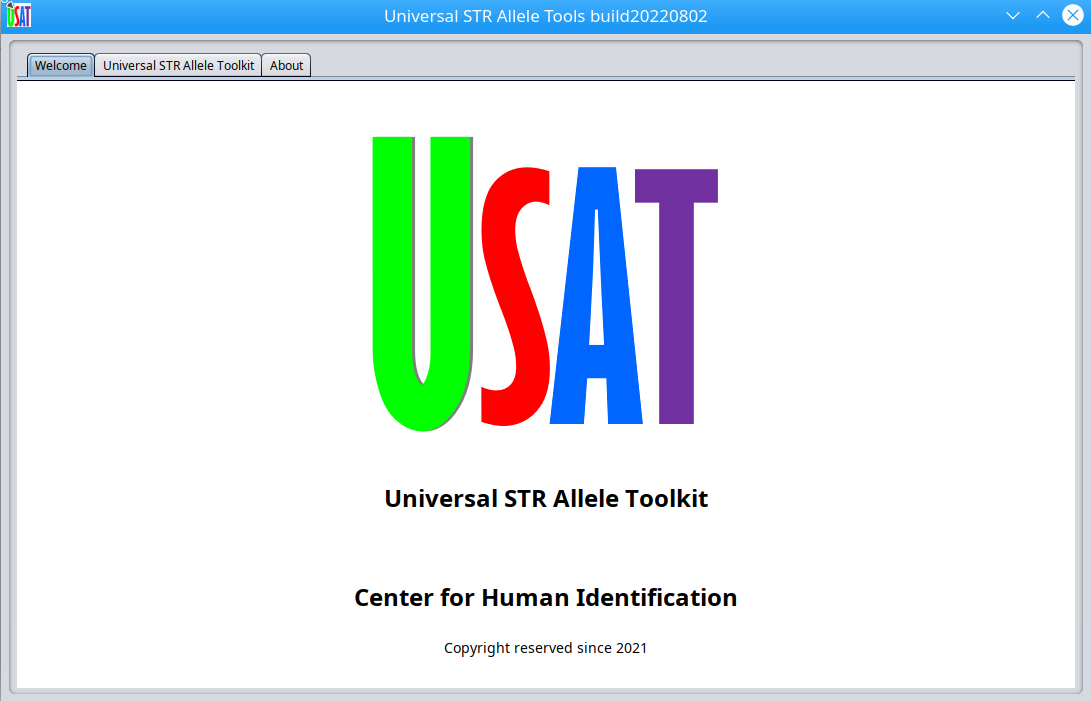 USAT
Universal STR Allele Tools build20220802
Welcome
Universal STR Allele Toolkit
About
USAT
Universal STR Allele Toolkit
Center for Human Identification
Copyright reserved since 2021